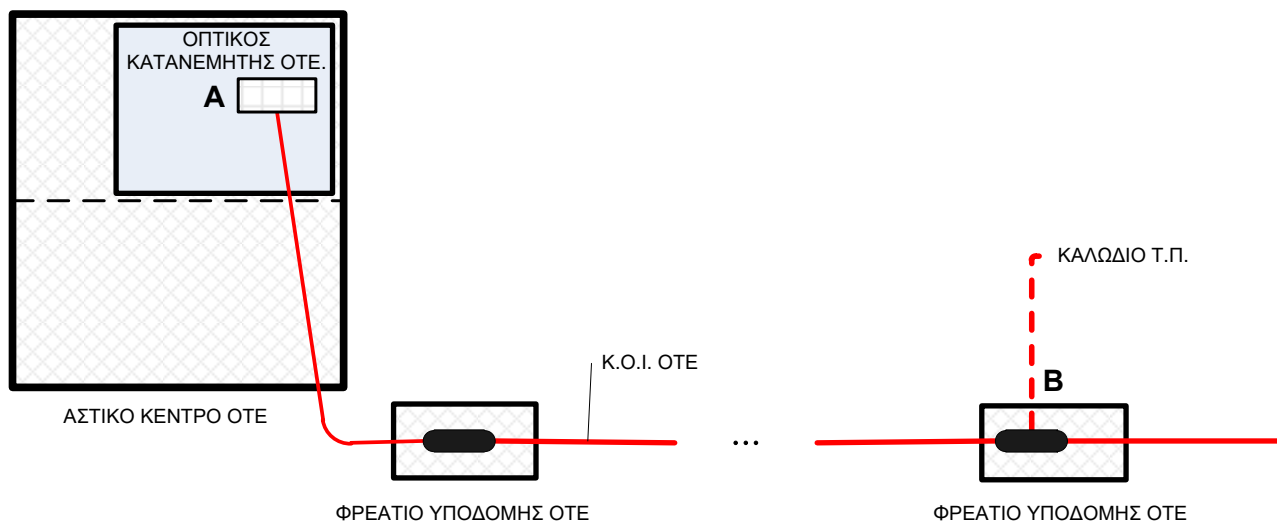 ΟΠΤΙΚΟΣ
ΚΑΤΑΝΕΜΗΤΗΣ ΟΤΕ.
A
ΚΑΛΩΔΙΟ Τ.Π.
Κ.Ο.Ι. ΟΤΕ
B
ΑΣΤΙΚΟ ΚΕΝΤΡΟ ΟΤΕ
...
ΦΡΕΑΤΙΟ ΥΠΟΔΟΜΗΣ ΟΤΕ
ΦΡΕΑΤΙΟ ΥΠΟΔΟΜΗΣ ΟΤΕ